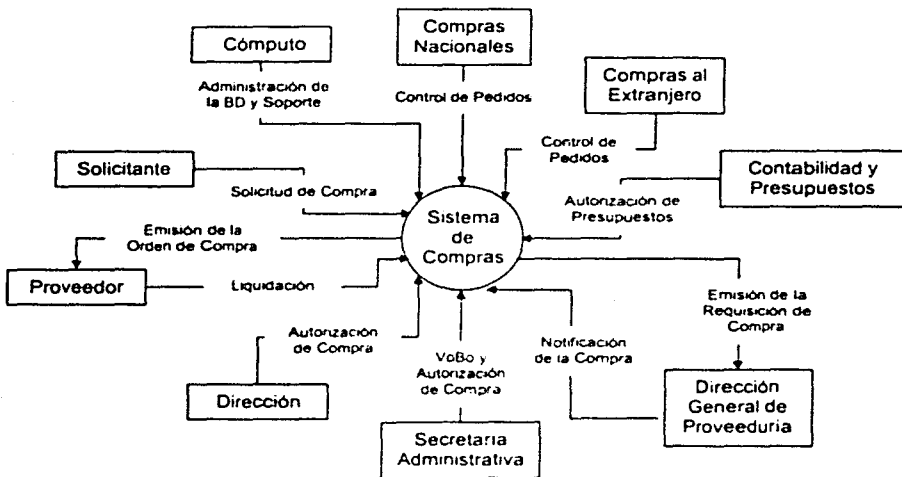 Cómputo
Compras
Nacionales
Compras al
Extranjero
Administración de
la BD y Soporte
Control de Pedidos
Control de
Pedidos
Solicitante
Contabilidad y
Presupuestos
Solicitud de Compra
Autorización de
Presupuestos
Sistema
de
Compras
Emisión de la
Orden de Compra
Proveedor
Liquidación
Emisión de la
Requisición de
Compra
Autorización
de Compra
VoBo y
Autorización
de Compra
Notificación
de la Compra
Dirección
Dirección
General de
Proveeduria
Secretaria
Administrativa